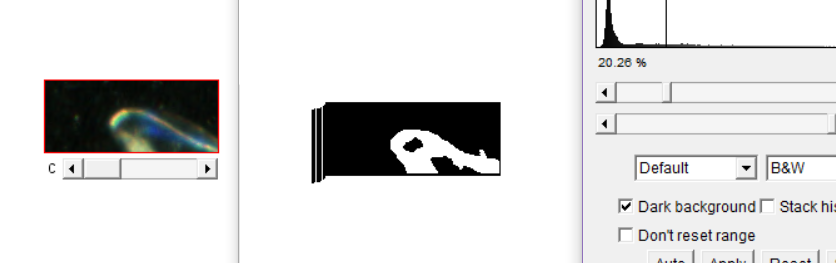 20.26 %
C
Default
B&W
Dark background
Stack his
Don't reset range
Auto
Apply
Reset